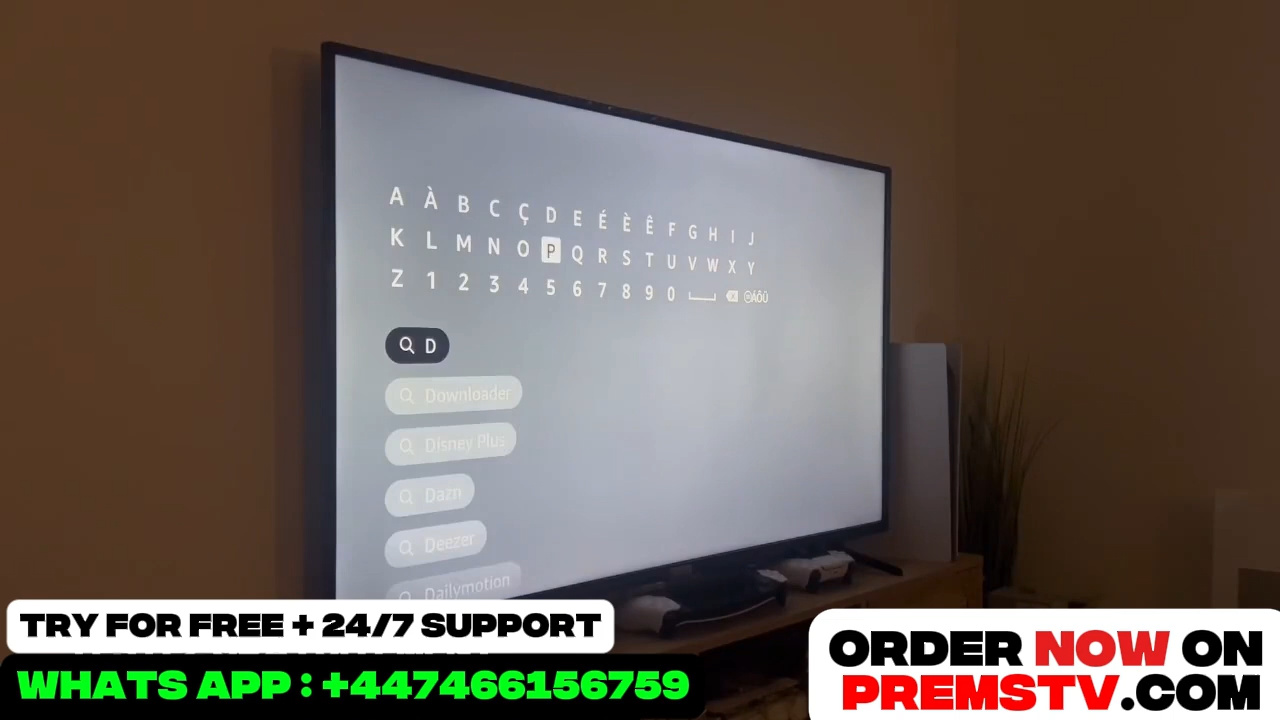 A À B C Ç D E É È Ê F G H I J
K L M N O P Q R S T U V W X Y
Z 1 2 3 4 5 6 7 8 9 0
D
Downloader
Disney Plus
Dazn
Deezer
Dailymotion
TRY FOR FREE + 24/7 SUPPORT
WHATS APP : +447466156759
ORDER NOW ON
PREMSTV.COM